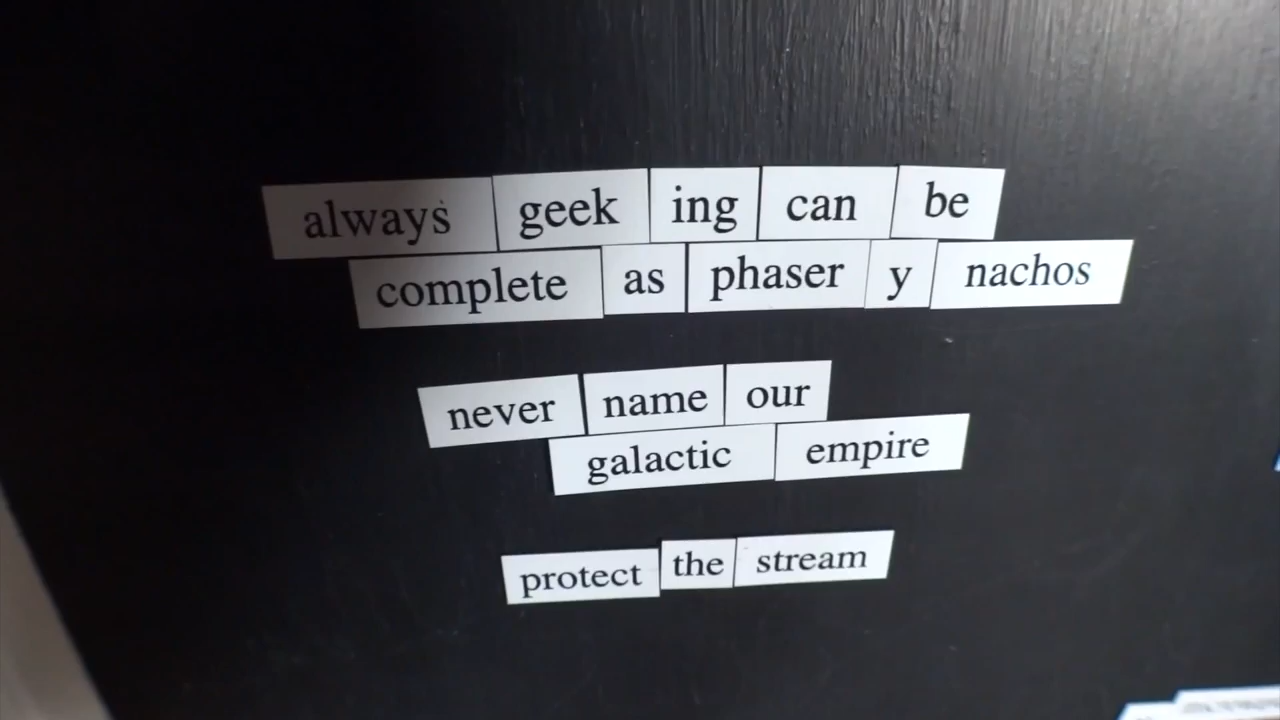 always geek ing can be
complete as phaser y nachos
never name our
galactic empire
protect the stream